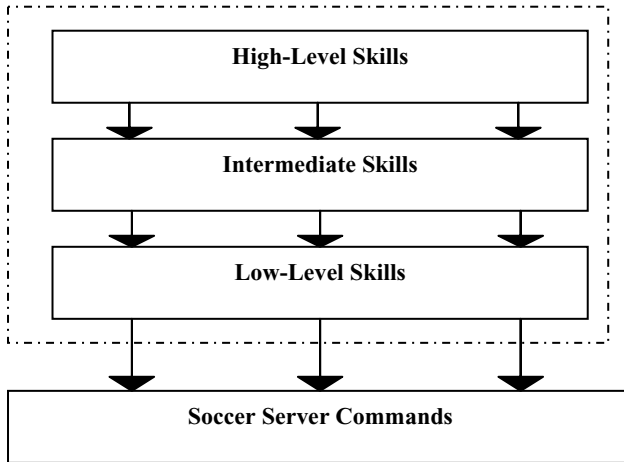 High-Level Skills
Intermediate Skills
Low-Level Skills
Soccer Server Commands